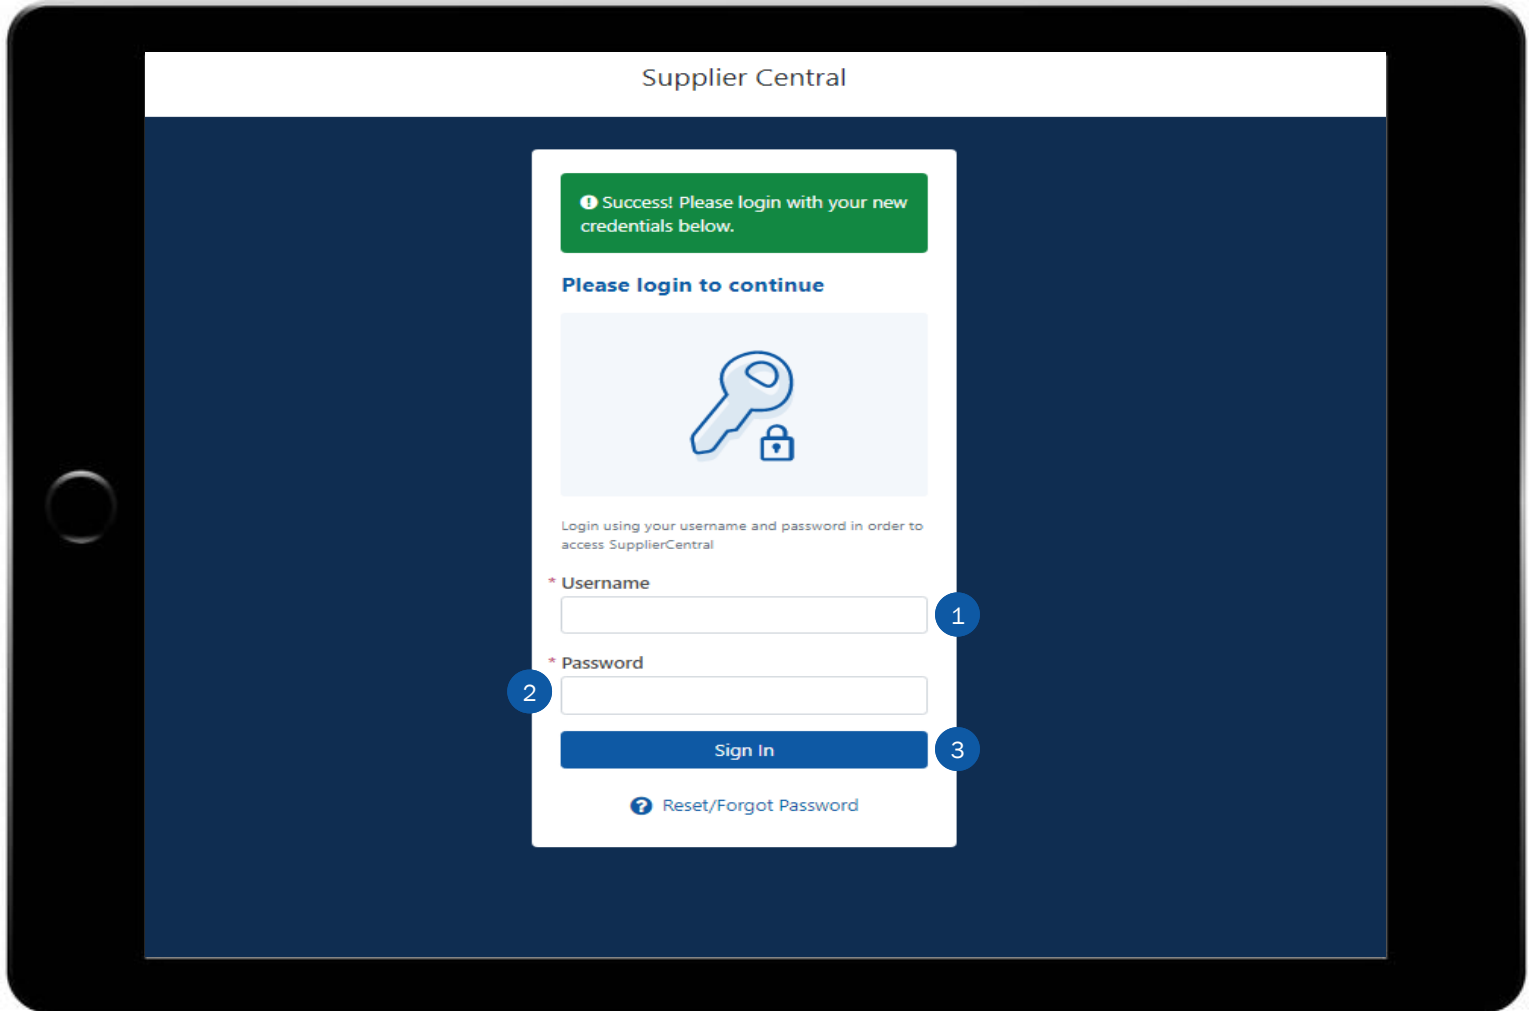 Supplier Central
Success! Please login with your new
credentials below.
Please login to continue
Login using your username and password in order to
access SupplierCentral
* Username
1
* Password
2
Sign In
3
Reset/Forgot Password